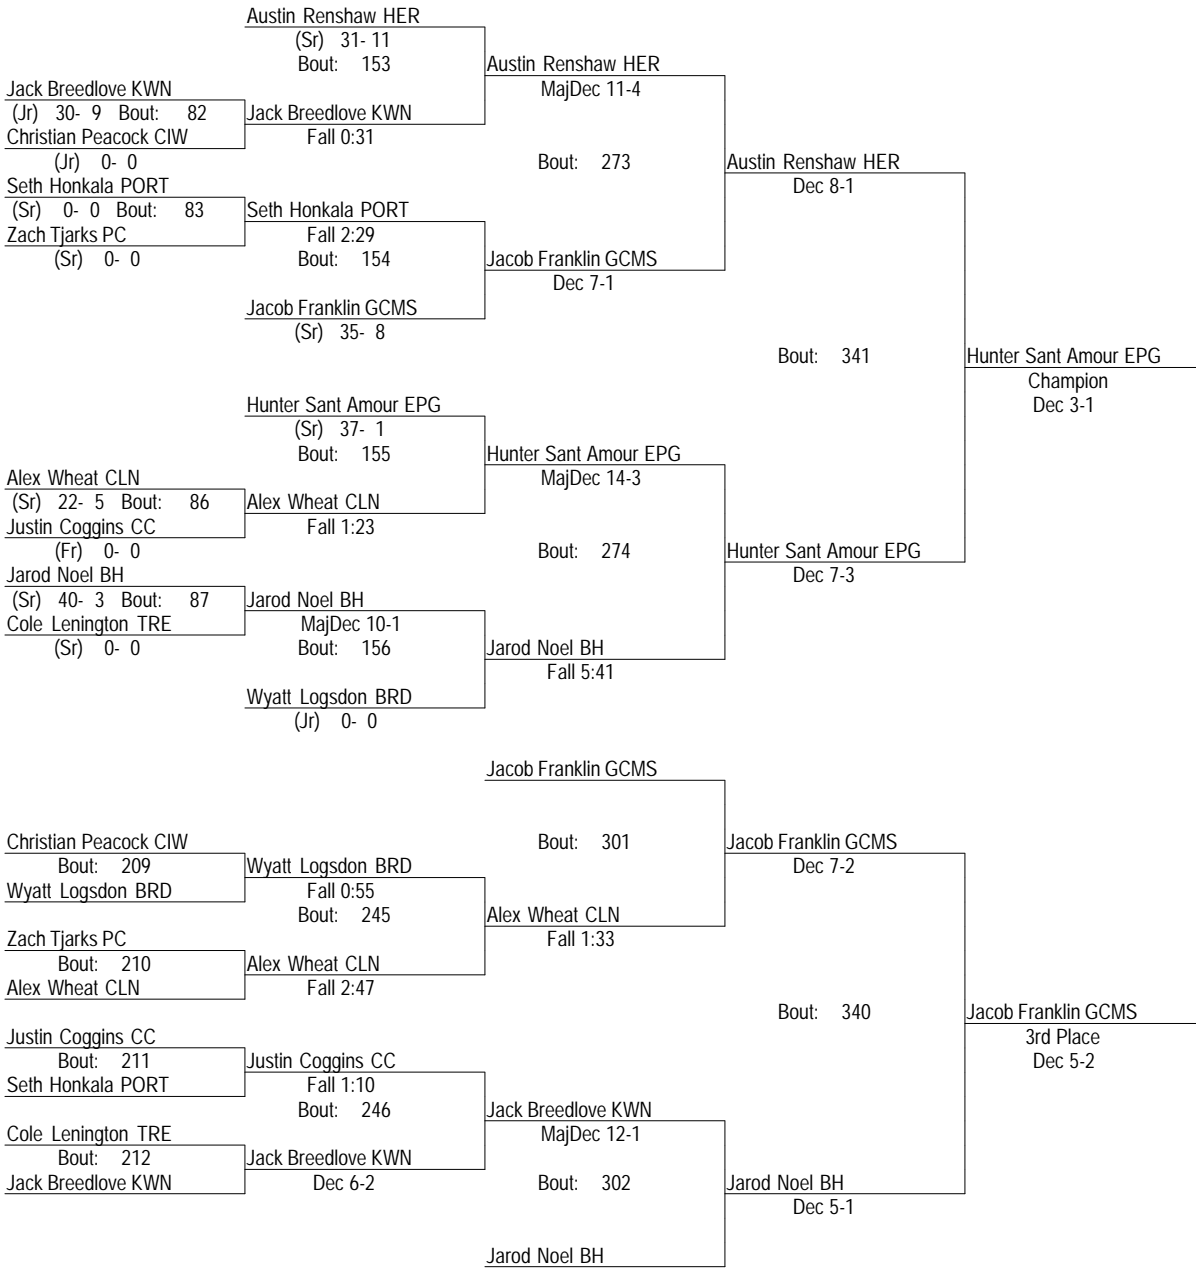 Austin Renshaw HER
(Sr) 31- 11
Bout: 153
Austin Renshaw HER
Jack Breedlove KWN
MajDec 11-4
(Jr) 30- 9 Bout: 82
Jack Breedlove KWN
Christian Peacock CIW
Fall 0:31
(Jr) 0- 0
Bout: 273
Austin Renshaw HER
Seth Honkala PORT
Dec 8-1
(Sr) 0- 0 Bout: 83
Seth Honkala PORT
Zach Tjarks PC
Fall 2:29
(Sr) 0- 0
Bout: 154
Jacob Franklin GCMS
Dec 7-1
Jacob Franklin GCMS
(Sr) 35- 8
Bout: 341
Hunter Sant Amour EPG
Champion
Dec 3-1
Hunter Sant Amour EPG
(Sr) 37- 1
Bout: 155
Hunter Sant Amour EPG
Alex Wheat CLN
MajDec 14-3
(Sr) 22- 5 Bout: 86
Alex Wheat CLN
Justin Coggins CC
Fall 1:23
(Fr) 0- 0
Bout: 274
Hunter Sant Amour EPG
Jarod Noel BH
Dec 7-3
(Sr) 40- 3 Bout: 87
Jarod Noel BH
Cole Lenington TRE
MajDec 10-1
(Sr) 0- 0
Bout: 156
Jarod Noel BH
Fall 5:41
Wyatt Logsdon BRD
(Jr) 0- 0
Jacob Franklin GCMS
Christian Peacock CIW
Bout: 301
Jacob Franklin GCMS
Bout: 209
Wyatt Logsdon BRD
Dec 7-2
Wyatt Logsdon BRD
Fall 0:55
Bout: 245
Alex Wheat CLN
Zach Tjarks PC
Fall 1:33
Bout: 210
Alex Wheat CLN
Alex Wheat CLN
Fall 2:47
Bout: 340
Jacob Franklin GCMS
3rd Place
Dec 5-2
Justin Coggins CC
Bout: 211
Justin Coggins CC
Seth Honkala PORT
Fall 1:10
Bout: 246
Jack Breedlove KWN
Cole Lenington TRE
MajDec 12-1
Bout: 212
Jack Breedlove KWN
Jack Breedlove KWN
Dec 6-2
Bout: 302
Jarod Noel BH
Dec 5-1
Jarod Noel BH